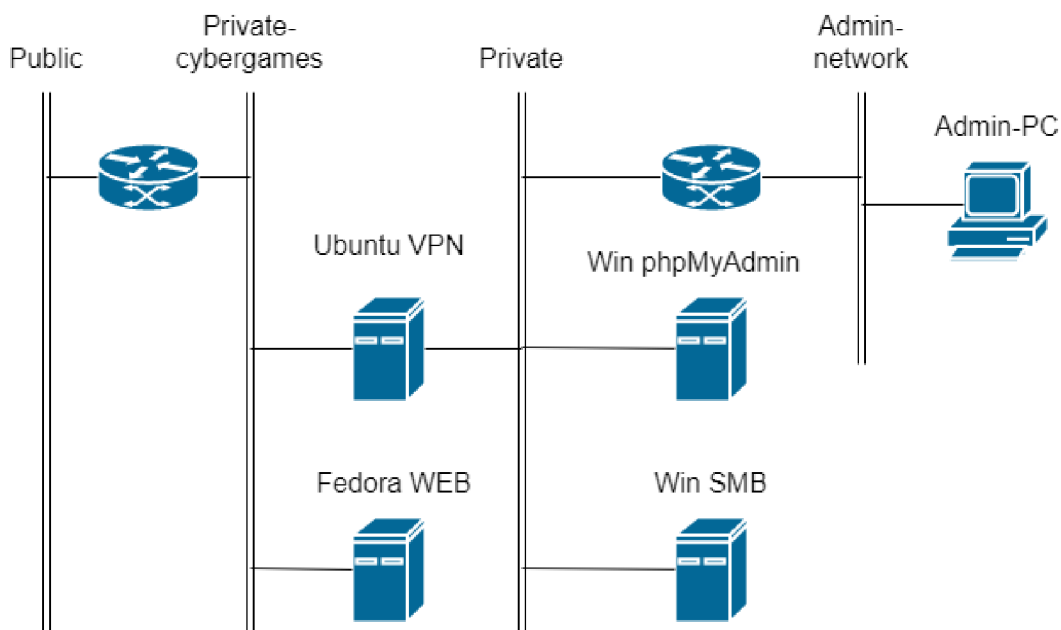 Public
Private-
cybergames
Private
Admin-
network
Admin-PC
Ubuntu VPN
Win phpMyAdmin
Fedora WEB
Win SMB